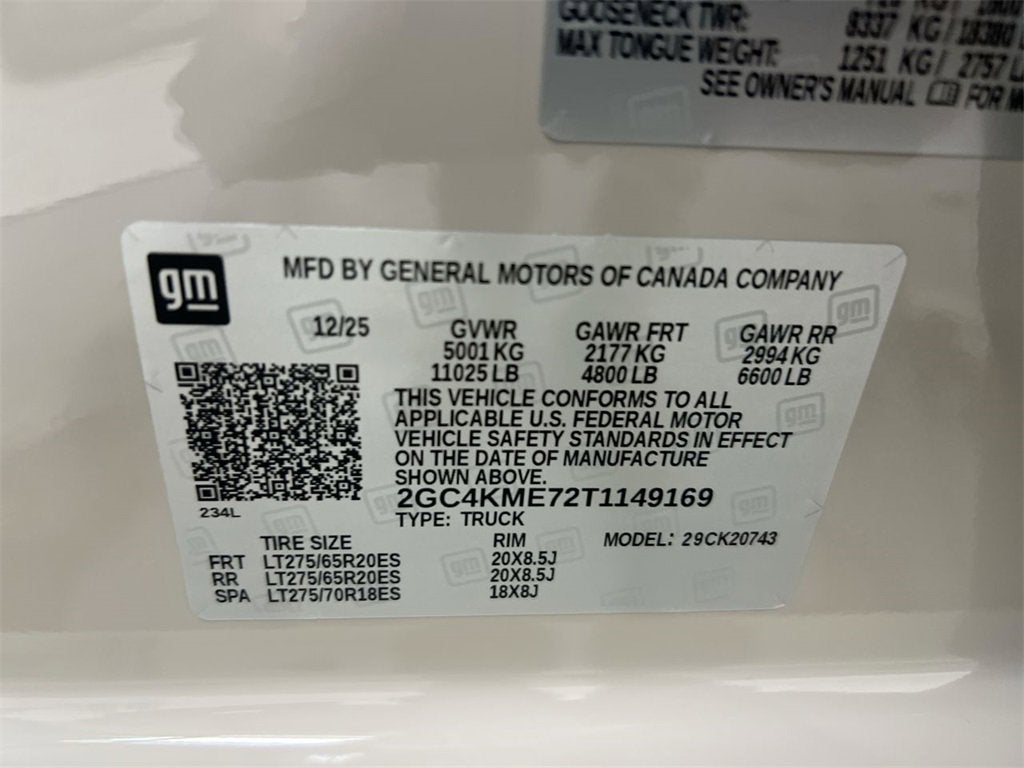 GOOSENECK TWR: 8337 KG/18380
MAX TONGUE WEIGHT: 1251 KG/ 2757 L
SEE OWNER'S MANUAL FOR
gm
MFD BY GENERAL MOTORS OF CANADA COMPANY
12/25 GVWR GAWR FRT GAWR RR
5001 KG 2177 KG 2994 KG
11025 LB 4800 LB 6600 LB
THIS VEHICLE CONFORMS TO ALL
APPLICABLE U.S. FEDERAL MOTOR
VEHICLE SAFETY STANDARDS IN EFFECT
ON THE DATE OF MANUFACTURE
SHOWN ABOVE.
2GC4KME72T1149169
234L
TYPE: TRUCK
TIRE SIZE RIM MODEL: 29CK20743
FRT LT275/65R20ES 20X8.5J
RR LT275/65R20ES 20X8.5J
SPA LT275/70R18ES 18X8J